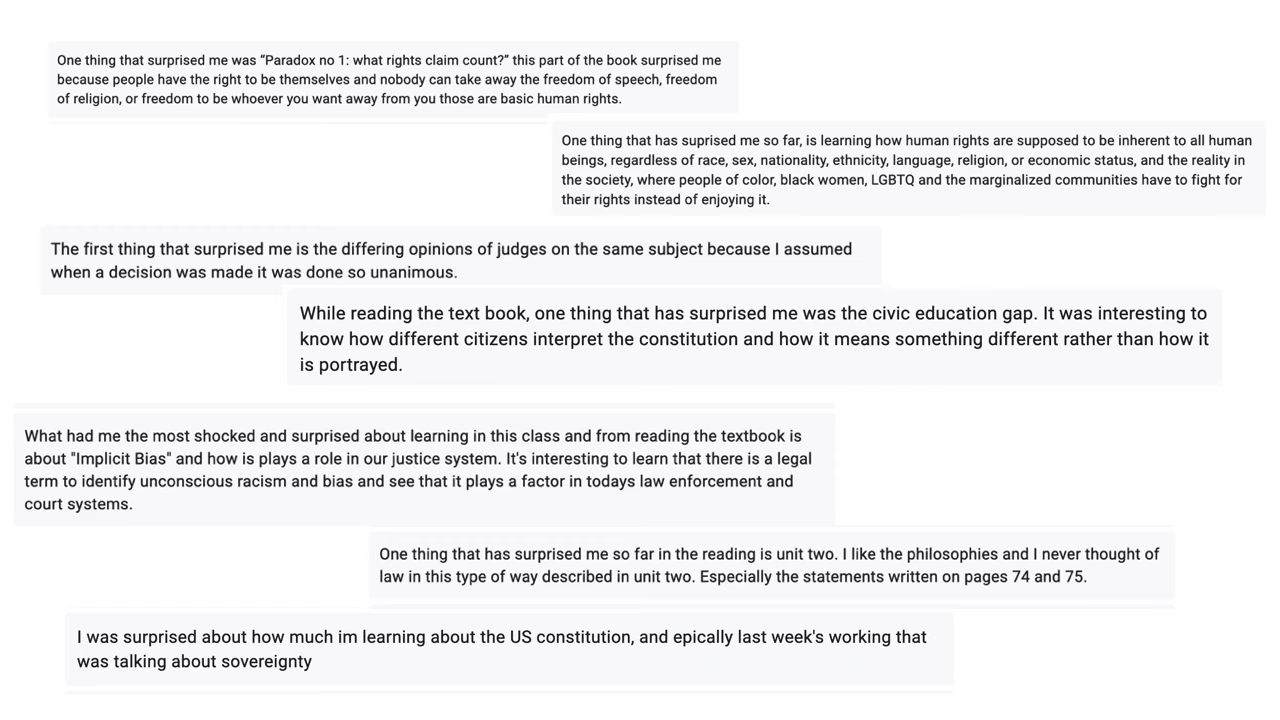 One thing that surprised me was “Paradox no 1: what rights claim count?” this part of the book surprised me
because people have the right to be themselves and nobody can take away the freedom of speech, freedom
of religion, or freedom to be whoever you want away from you those are basic human rights.
One thing that has suprised me so far, is learning how human rights are supposed to be inherent to all human
beings, regardless of race, sex, nationality, ethnicity, language, religion, or economic status, and the reality in
the society, where people of color, black women, LGBTQ and the marginalized communities have to fight for
their rights instead of enjoying it.
The first thing that surprised me is the differing opinions of judges on the same subject because I assumed
when a decision was made it was done so unanimous.
While reading the text book, one thing that has surprised me was the civic education gap. It was interesting to
know how different citizens interpret the constitution and how it means something different rather than how it
is portrayed.
What had me the most shocked and surprised about learning in this class and from reading the textbook is
about "Implicit Bias" and how is plays a role in our justice system. It's interesting to learn that there is a legal
term to identify unconscious racism and bias and see that it plays a factor in todays law enforcement and
court systems.
One thing that has surprised me so far in the reading is unit two. I like the philosophies and I never thought of
law in this type of way described in unit two. Especially the statements written on pages 74 and 75.
I was surprised about how much im learning about the US constitution, and epically last week's working that
was talking about sovereignty